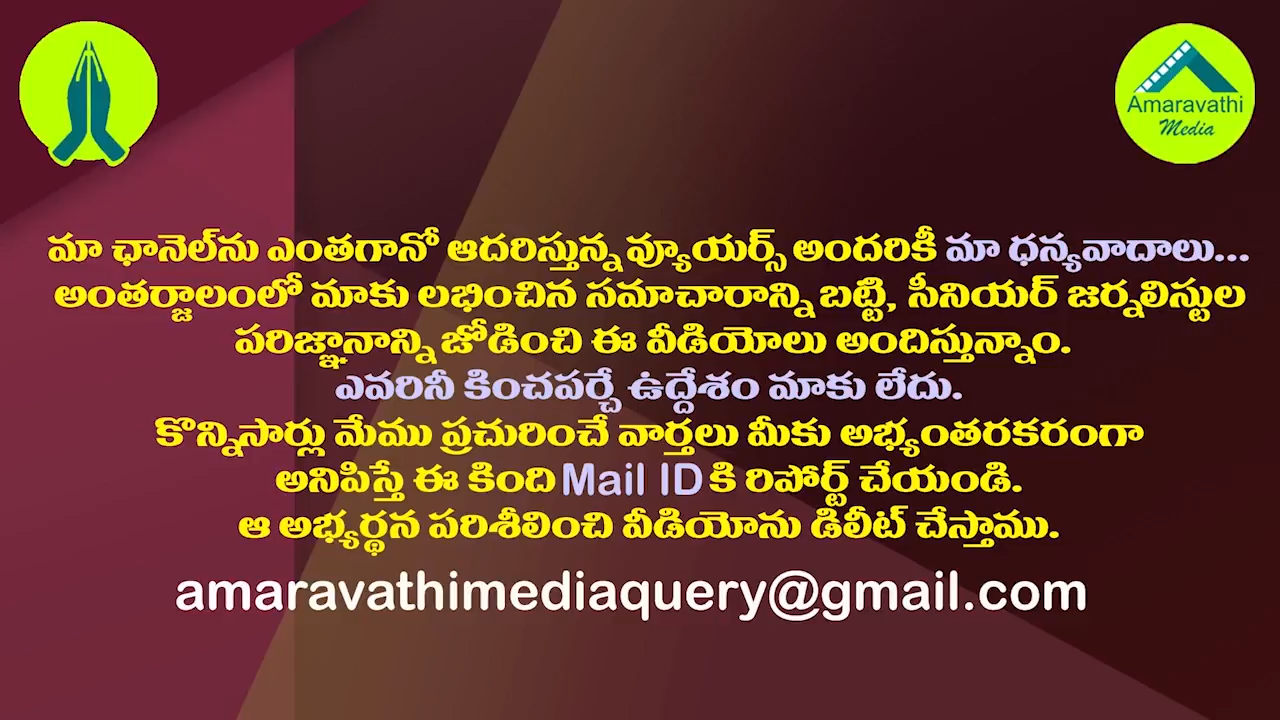 Amaravathi
Media
మా ఛానెల్‌ను ఎంతగానో ఆదరిస్తున్న వ్యూయర్స్ అందరికీ మా ధన్యవాదాలు...
అంతర్జాలంలో మాకు లభించిన సమాచారాన్ని బట్టి, సీనియర్ జర్నలిస్టుల
పరిజ్ఞానాన్ని జోడించి ఈ వీడియోలు అందిస్తున్నాం.
ఎవరినీ కించపర్చే ఉద్దేశం మాకు లేదు.
కొన్నిసార్లు మేము ప్రచురించే వార్తలు మీకు అభ్యంతరకరంగా
అనిపిస్తే ఈ కింది Mail ID కి రిపోర్ట్ చేయండి.
ఆ అభ్యర్థన పరిశీలించి వీడియోను డిలీట్ చేస్తాము.
amaravathimediaquery@gmail.com